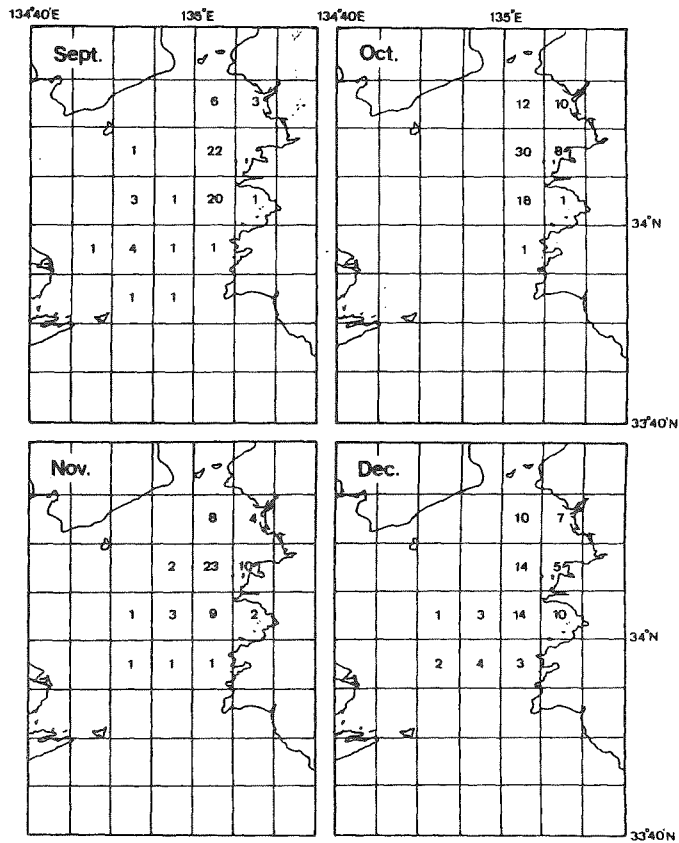 134°40'E 135°E 134°40' 135°E
Sept. Oct.
6 3 12 10
1 22 30 8
3 1 20 1 18 1
34°N
1 4 1 1 1
1 1
33°40'N
Nov. Dec.
8 4 10 7
2 23 10 14 5
1 3 9 2 1 3 14 10
34°N
1 1 1 2 4 3
33°40'N